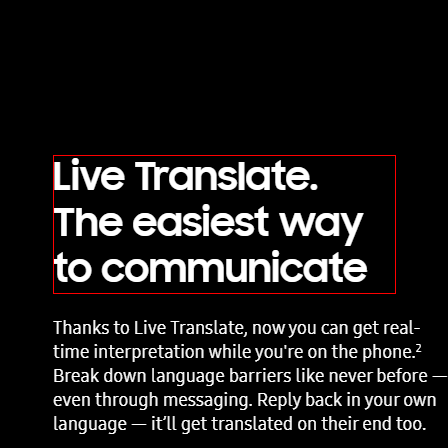 Live Translate.
The easiest way
to communicate
Thanks to Live Translate, now you can get real-
time interpretation while you're on the phone.²
Break down language barriers like never before —
even through messaging. Reply back in your own
language — it'll get translated on their end too.